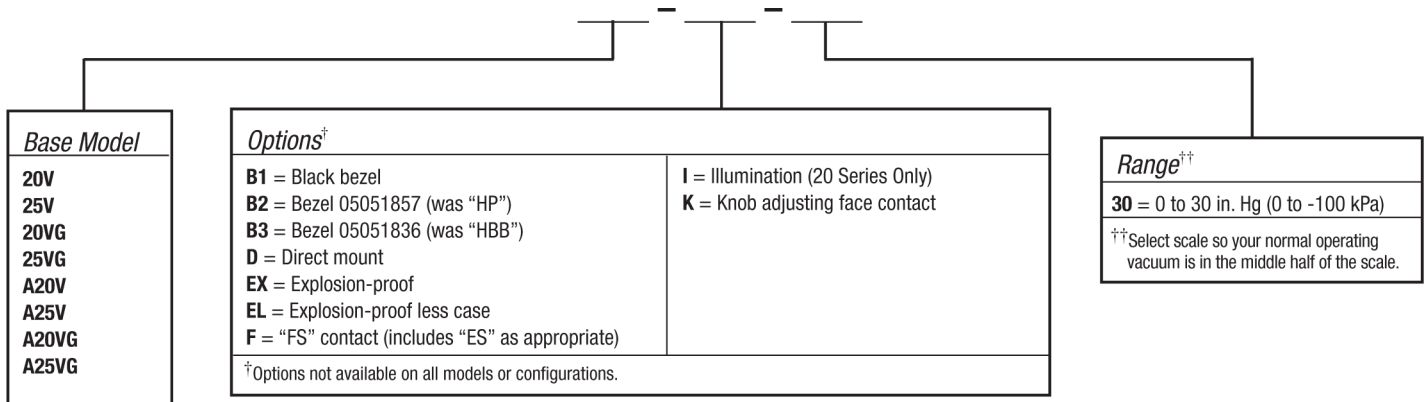 – –
Base Model
20V
25V
20VG
25VG
A20V
A25V
A20VG
A25VG
Options†
B1 = Black bezel
B2 = Bezel 05051857 (was “HP”)
B3 = Bezel 05051836 (was “HBB”)
D = Direct mount
EX = Explosion-proof
EL = Explosion-proof less case
F = “FS” contact (includes “ES” as appropriate)
I = Illumination (20 Series Only)
K = Knob adjusting face contact
†Options not available on all models or configurations.
Range††
30 = 0 to 30 in. Hg (0 to -100 kPa)
††Select scale so your normal operating
vacuum is in the middle half of the scale.